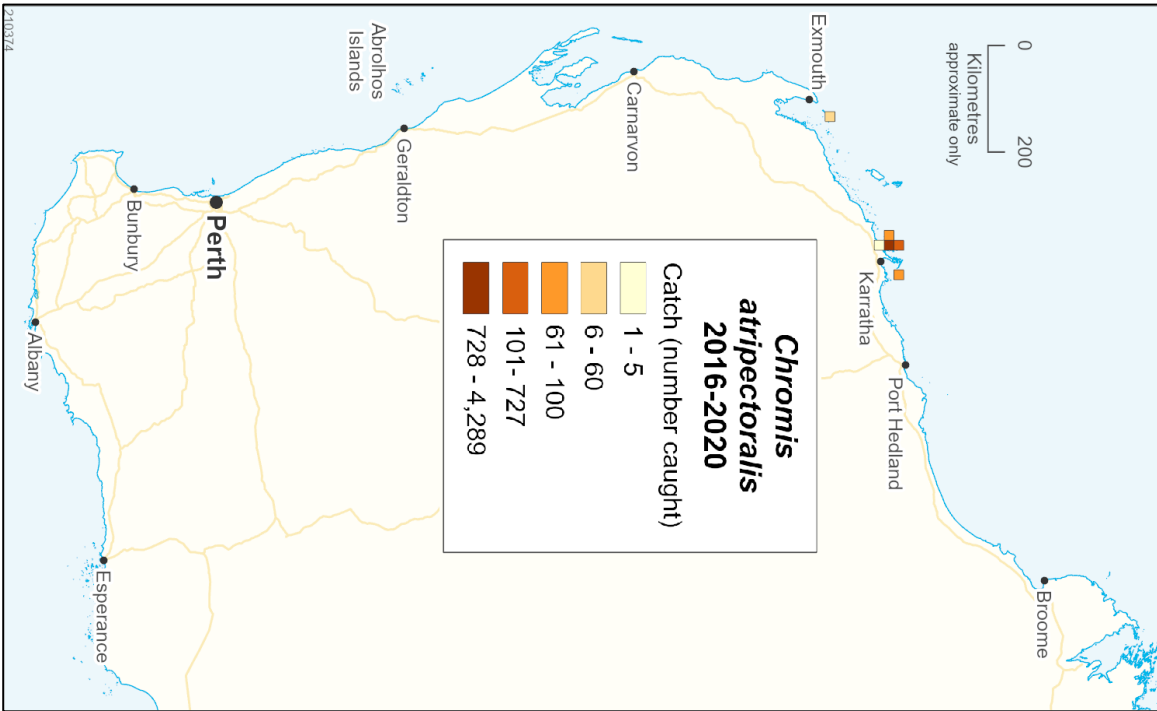 Chromis
atripectoralis
2016-2020
Catch (number caught)
1 - 5
6 - 60
61 - 100
101- 727
728 - 4,289
0
200
Kilometres
approximate only
Broome
Port Hedland
Karratha
Exmouth
Carnarvon
Abrolhos
Islands
Geraldton
Perth
Bunbury
Albany
Esperance
210374